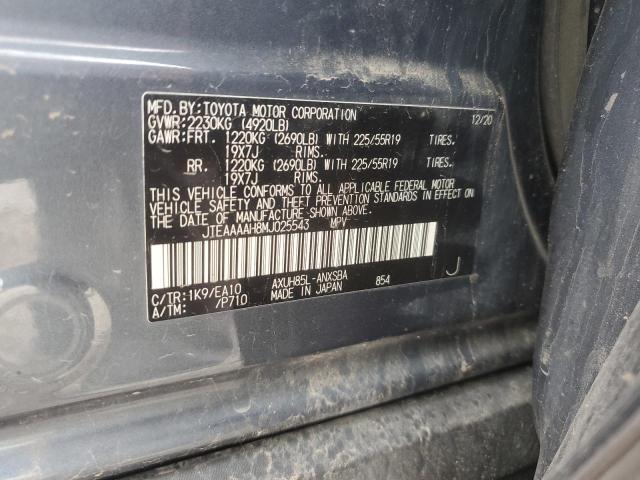 MFD.BY:TOYOTA MOTOR CORPORATION 12/20
GVWR:2230KG (4920LB)
GAWR:FRT. 1220KG (2690LB) WITH 225/55R19 TIRES.
19X7J RIMS.
RR. 1220KG (2690LB) WITH 225/55R19 TIRES.
19X7J RIMS.
THIS VEHICLE CONFORMS TO ALL APPLICABLE FEDERAL MOTOR
VEHICLE SAFETY AND THEFT PREVENTION STANDARDS IN EFFECT ON
THE DATE OF MANUFACTURE SHOWN ABOVE.
JTEAAAAH8MJ025543 MPV
C/TR:1K9/EA10 AXUH85L-ANXSBA 854 J
A/TM: /P710 MADE IN JAPAN